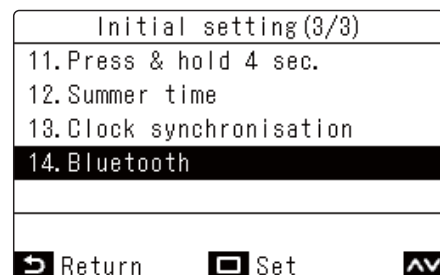 Initial setting(3/3)
11.Press & hold 4 sec.
12.Summer time
13.Clock synchronisation
14.Bluetooth
Return Set